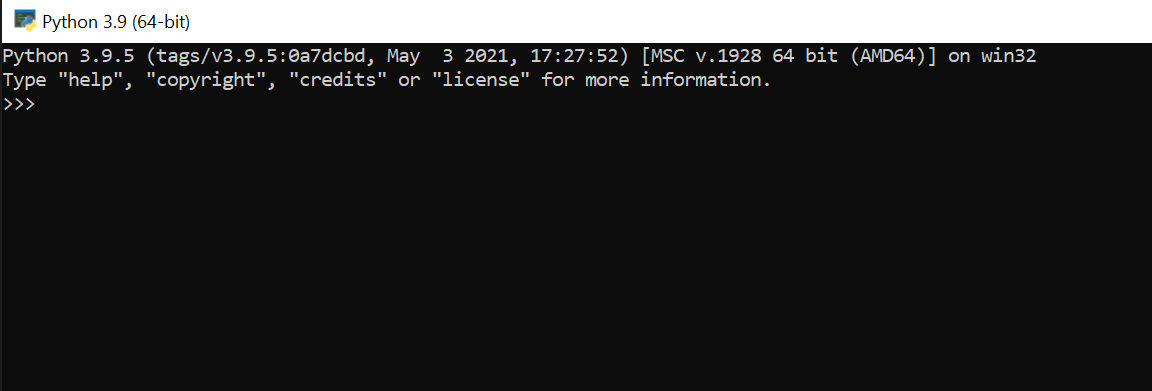 Python 3.9 (64-bit)
Python 3.9.5 (tags/v3.9.5:0a7dcbd, May  3 2021, 17:27:52) [MSC v.1928 64 bit (AMD64)] on win32
Type "help", "copyright", "credits" or "license" for more information.
>>>